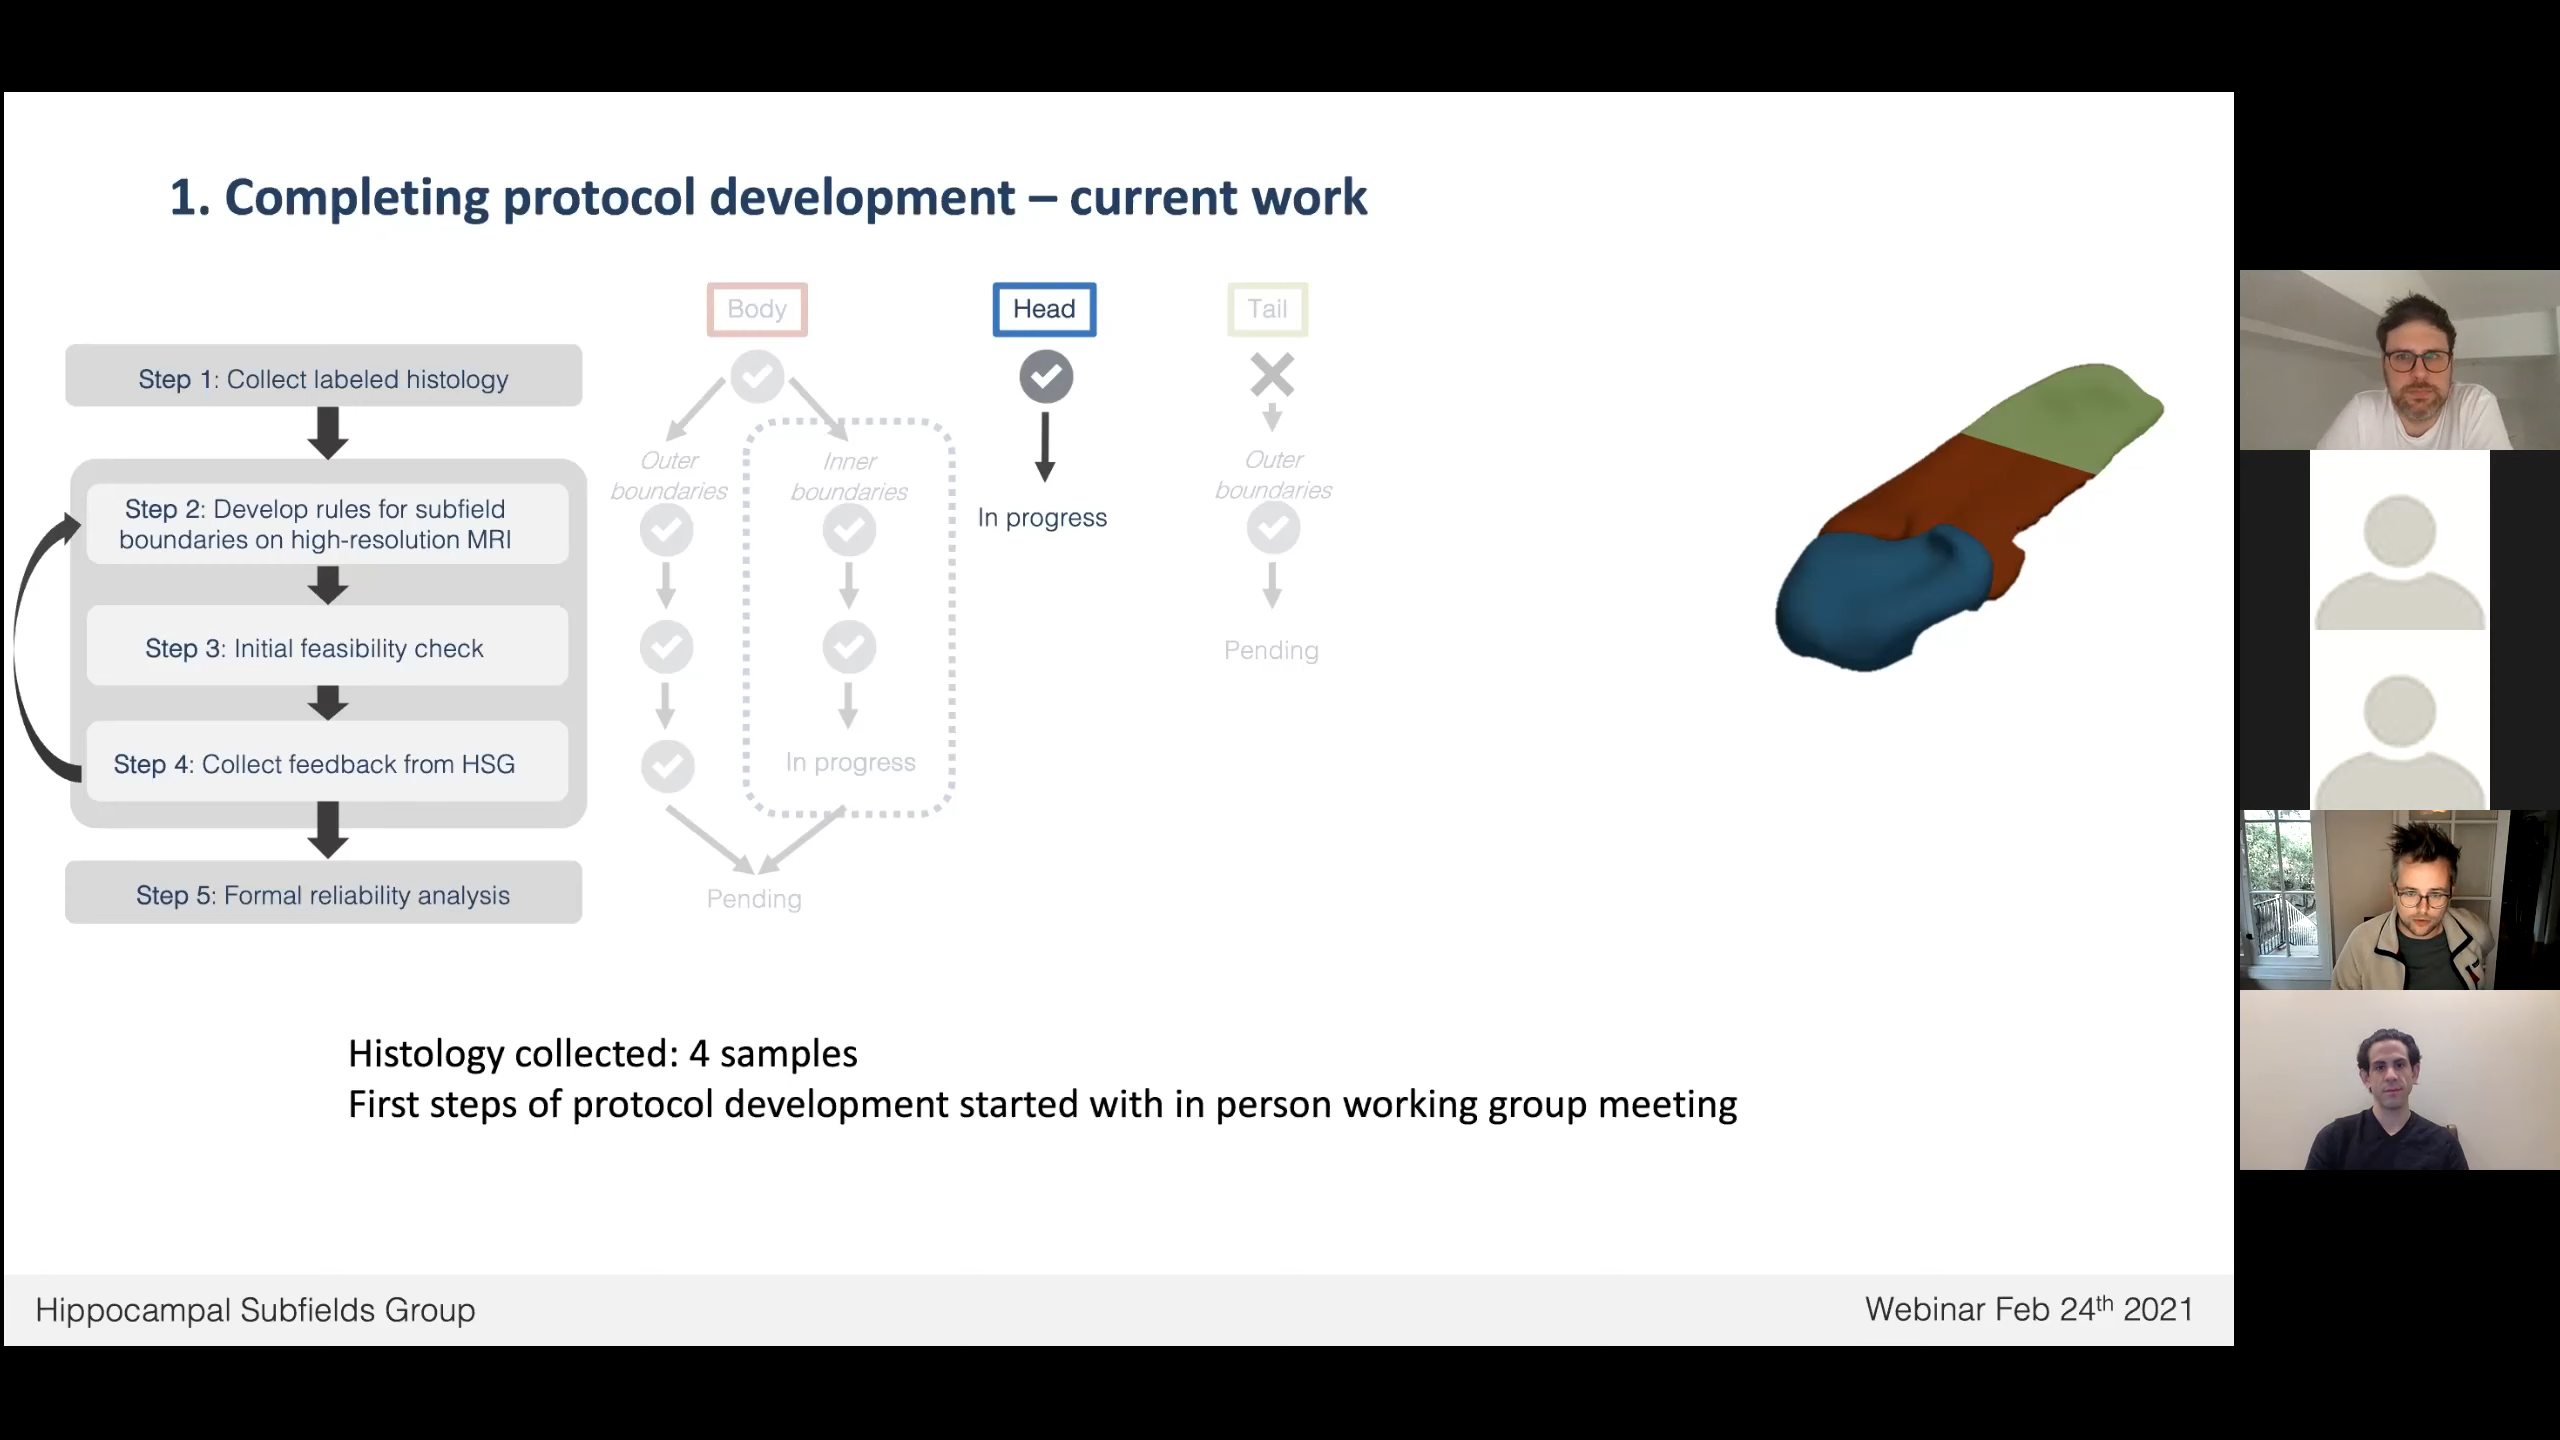 1. Completing protocol development – current work
Step 1: Collect labeled histology
Step 2: Develop rules for subfield
boundaries on high-resolution MRI
Step 3: Initial feasibility check
Step 4: Collect feedback from HSG
Step 5: Formal reliability analysis
Body
Outer
boundaries
Inner
boundaries
In progress
Pending
Head
In progress
Tail
Outer
boundaries
Pending
Histology collected: 4 samples
First steps of protocol development started with in person working group meeting
Hippocampal Subfields Group
Webinar Feb 24th 2021